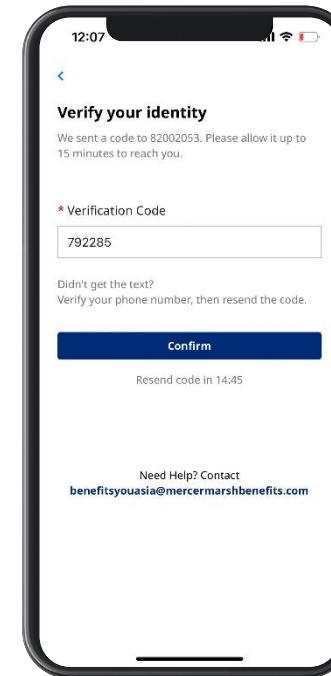 12:07
Verify your identity
We sent a code to 82002053. Please allow it up to
15 minutes to reach you.
* Verification Code
792285
Didn't get the text?
Verify your phone number, then resend the code.
Confirm
Resend code in 14:45
Need Help? Contact
benefitsyouasia@mercermarshbenefits.com